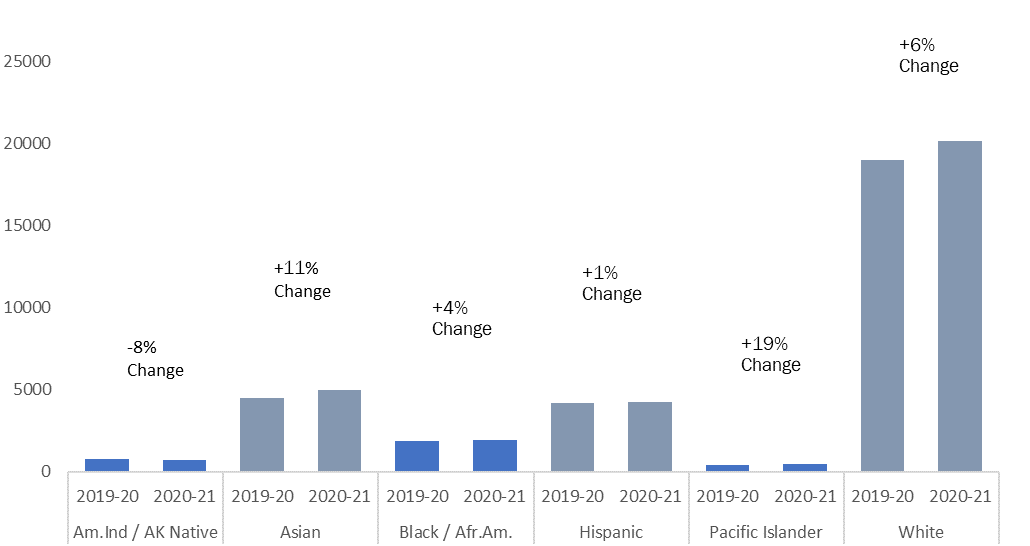 +6%
Change
25000
20000
15000
+11%
Change
+1%
Change
10000
+4%
Change
-8%
Change
+19%
Change
5000
0
2019-20 2020-21 2019-20 2020-21 2019-20 2020-21 2019-20 2020-21 2019-20 2020-21 2019-20 2020-21
Am.Ind / AK Native Asian Black / Afr.Am. Hispanic Pacific Islander White